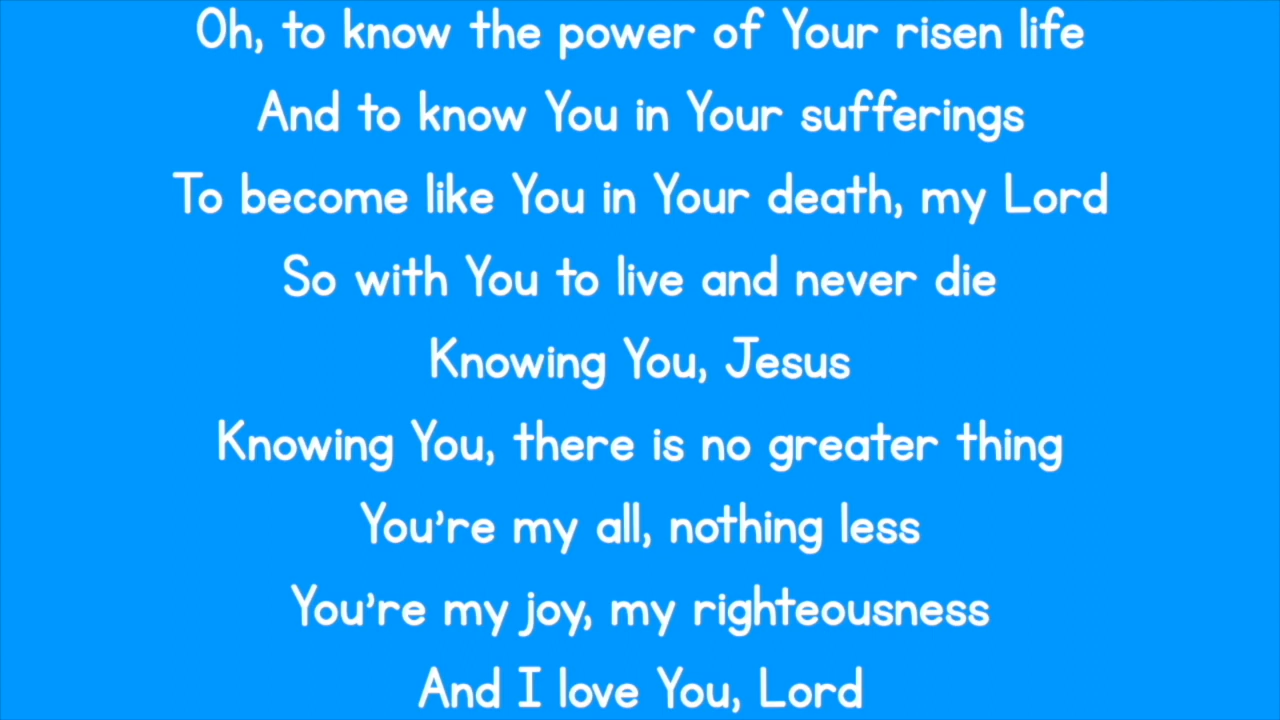 Oh, to know the power of Your risen life
And to know You in Your sufferings
To become like You in Your death, my Lord
So with You to live and never die
Knowing You, Jesus
Knowing You, there is no greater thing
You're my all, nothing less
You're my joy, my righteousness
And I love You, Lord